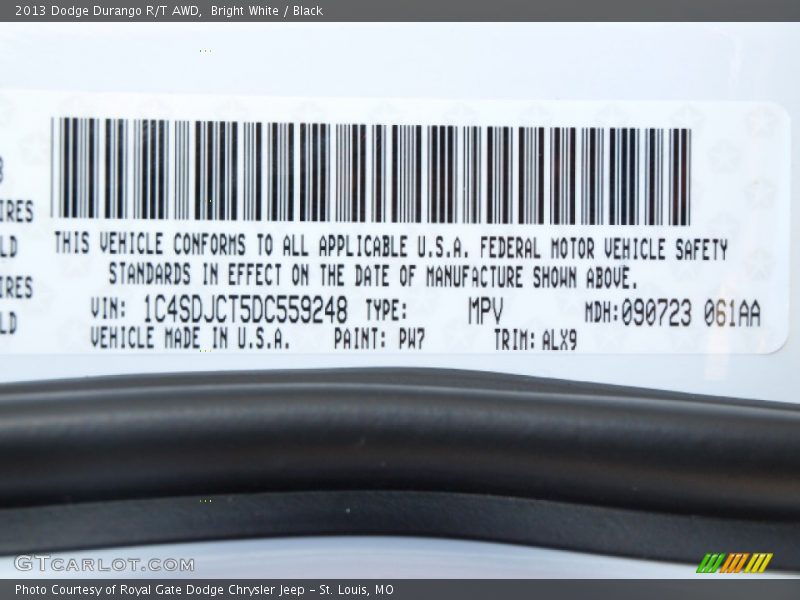 2013 Dodge Durango R/T AWD, Bright White / Black
IRES
LD
IRES
LD
THIS VEHICLE CONFORMS TO ALL APPLICABLE U.S.A. FEDERAL MOTOR VEHICLE SAFETY
STANDARDS IN EFFECT ON THE DATE OF MANUFACTURE SHOWN ABOVE.
VIN: 1C4SDJCT5DC559248 TYPE: MPV MDH:090723 061AA
VEHICLE MADE IN U.S.A. PAINT: PW7 TRIM: ALX9
GTCARLOT.COM
Photo Courtesy of Royal Gate Dodge Chrysler Jeep - St. Louis, MO